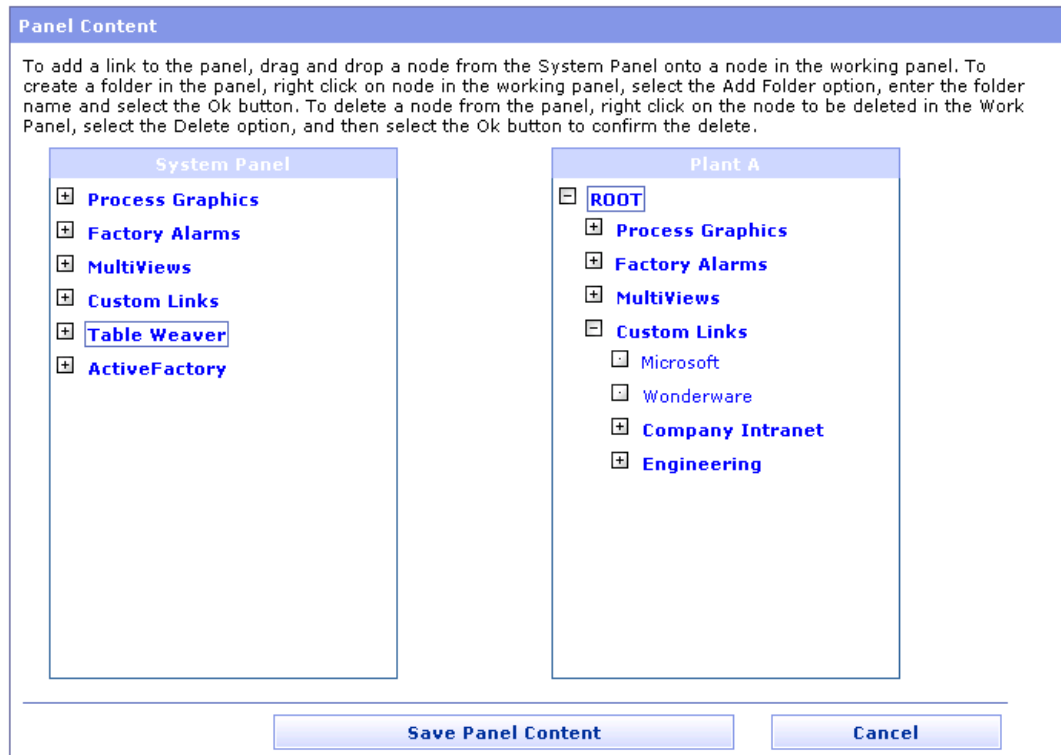 Panel Content
To add a link to the panel, drag and drop a node from the System Panel onto a node in the working panel. To
create a folder in the panel, right click on node in the working panel, select the Add Folder option, enter the folder
name and select the Ok button. To delete a node from the panel, right click on the node to be deleted in the Work
Panel, select the Delete option, and then select the Ok button to confirm the delete.
System Panel
Process Graphics
Factory Alarms
MultiViews
Custom Links
Table Weaver
ActiveFactory
Plant A
ROOT
Process Graphics
Factory Alarms
MultiViews
Custom Links
Microsoft
Wonderware
Company Intranet
Engineering
Save Panel Content
Cancel